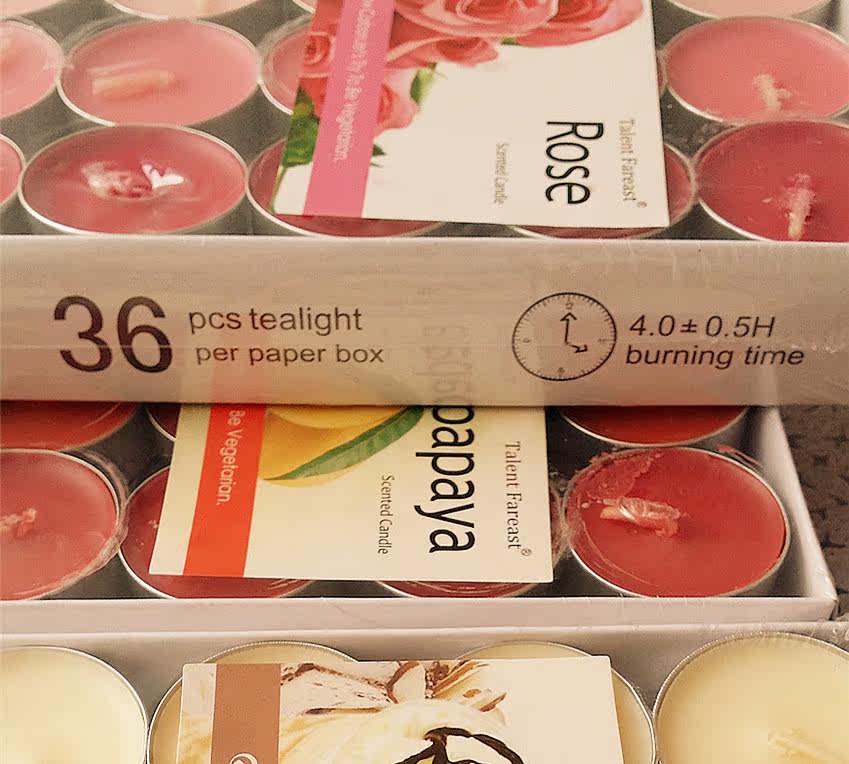 Talent Fareast®
Rose
Scented Candle
To Be Vegetarian.
36
pcs tealight
per paper box
4.0 ± 0.5H
burning time
Talent Fareast®
papaya
Scented Candle
Be Vegetarian.